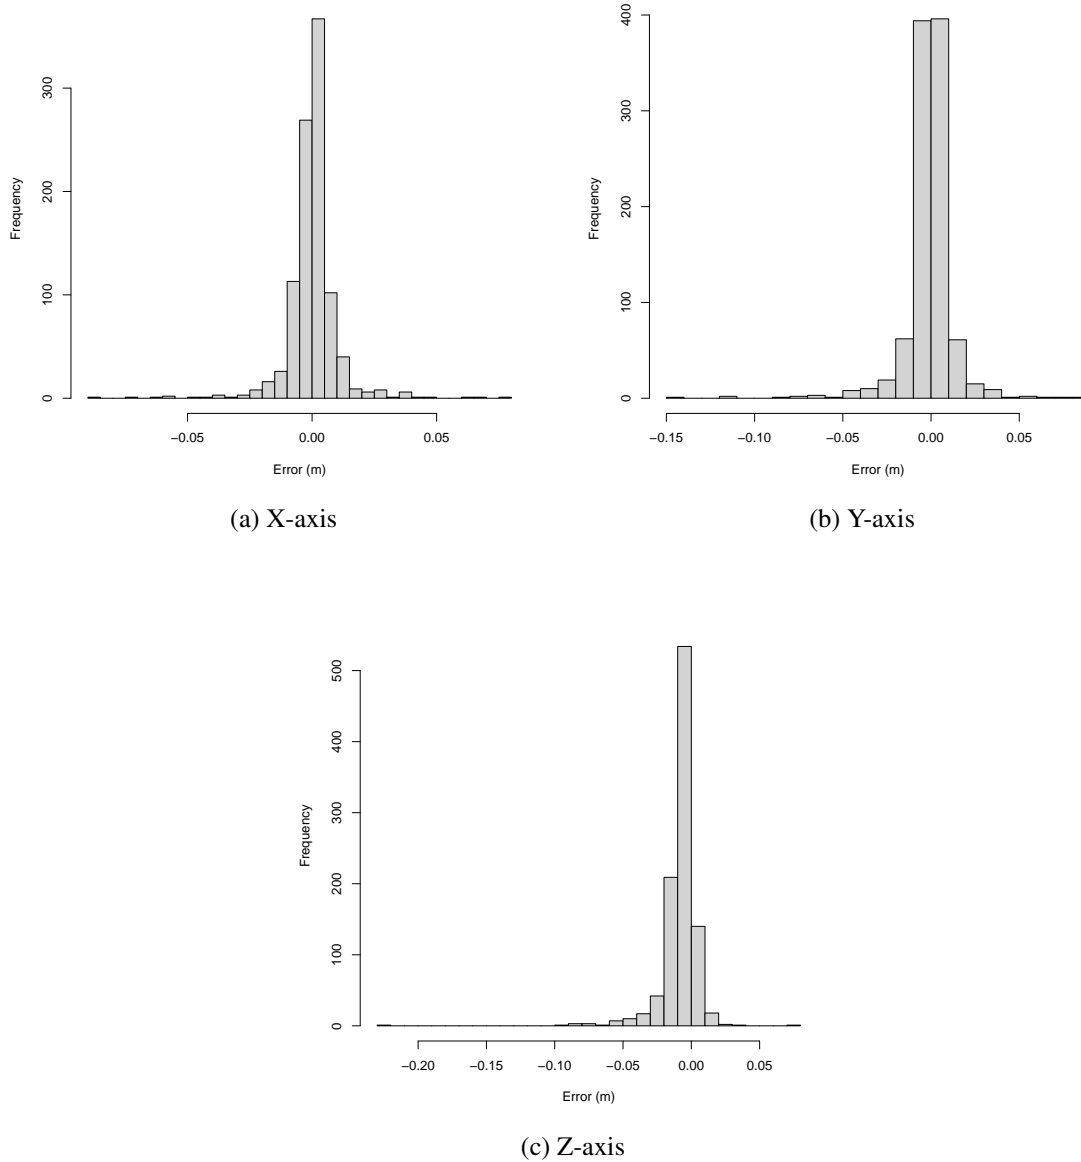 Frequency
0 100 200 300
−0.05 0.00 0.05
Error (m)
(a) X-axis
Frequency
0 100 200 300 400
−0.15 −0.10 −0.05 0.00 0.05
Error (m)
(b) Y-axis
Frequency
0 100 200 300 400 500
−0.20 −0.15 −0.10 −0.05 0.00 0.05
Error (m)
(c) Z-axis